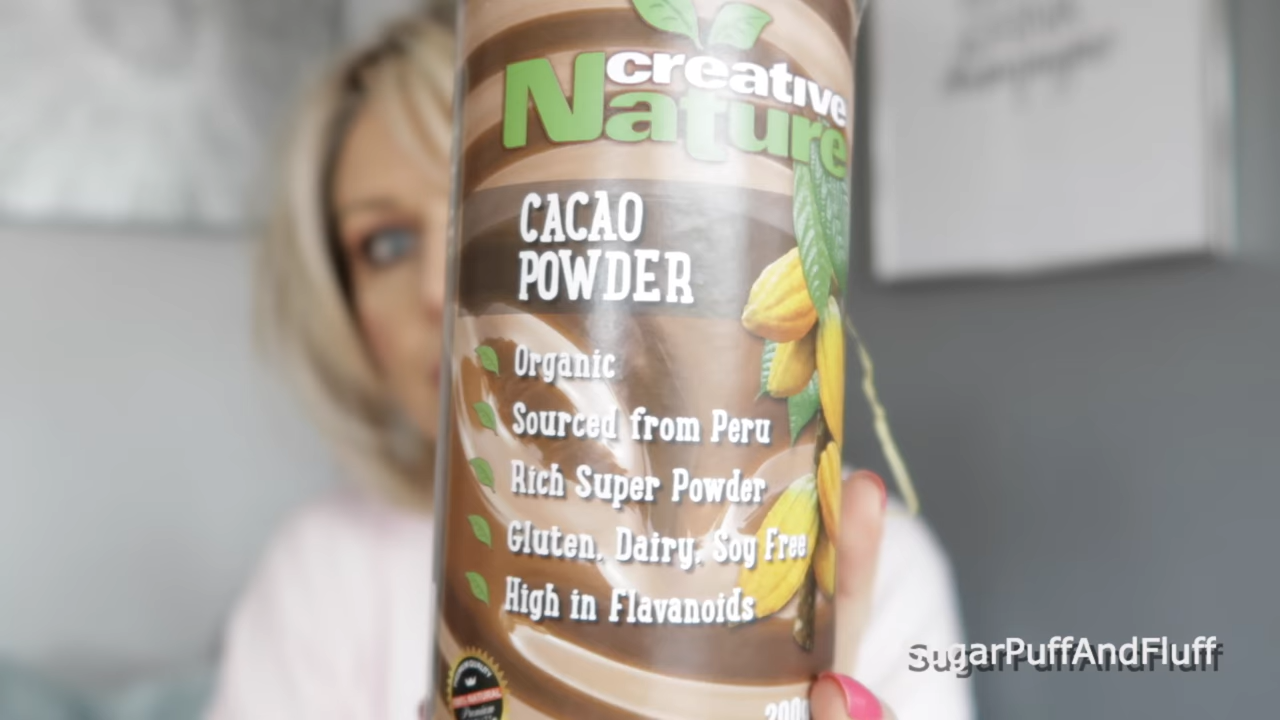 creative
Nature
CACAO
POWDER
Organic
Sourced from Peru
Rich Super Powder
Gluten, Dairy, Soy Free
High in Flavanoids
200g
SugarPuffAndFluff